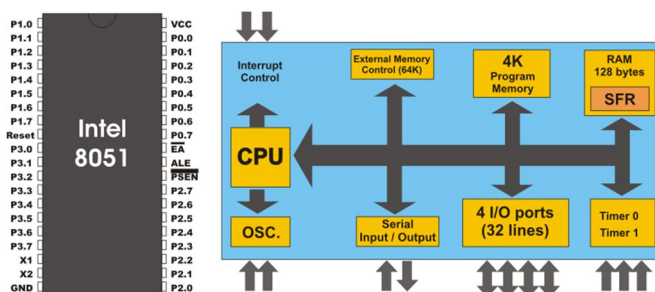 P1.0
P1.1
P1.2
P1.3
P1.4
P1.5
P1.6
P1.7
Reset
P3.0
P3.1
P3.2
P3.3
P3.4
P3.5
P3.6
P3.7
X1
X2
GND
Intel
8051
VCC
P0.0
P0.1
P0.2
P0.3
P0.4
P0.5
P0.6
P0.7
EA
ALE
PSEN
P2.7
P2.6
P2.5
P2.4
P2.3
P2.2
P2.1
P2.0
Interrupt
Control
External Memory
Control (64K)
4K
Program
Memory
RAM
128 bytes
SFR
CPU
OSC.
Serial
Input / Output
4 I/O ports
(32 lines)
Timer 0
Timer 1